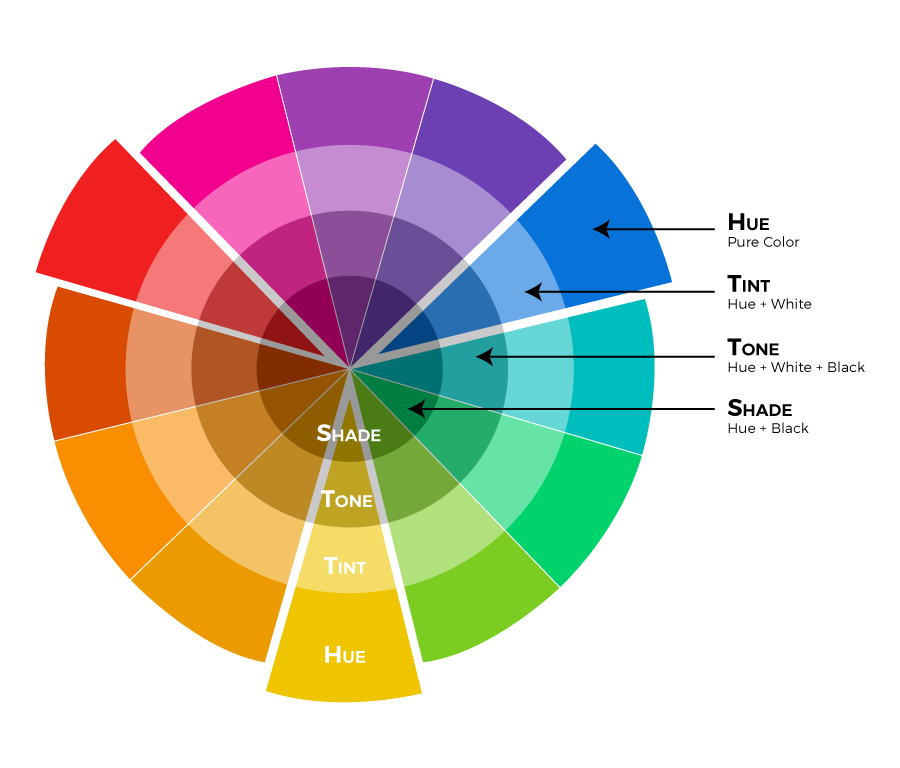 Hue
Pure Color
Tint
Hue + White
Tone
Hue + White + Black
Shade
Hue + Black
Shade
Tone
Tint
Hue